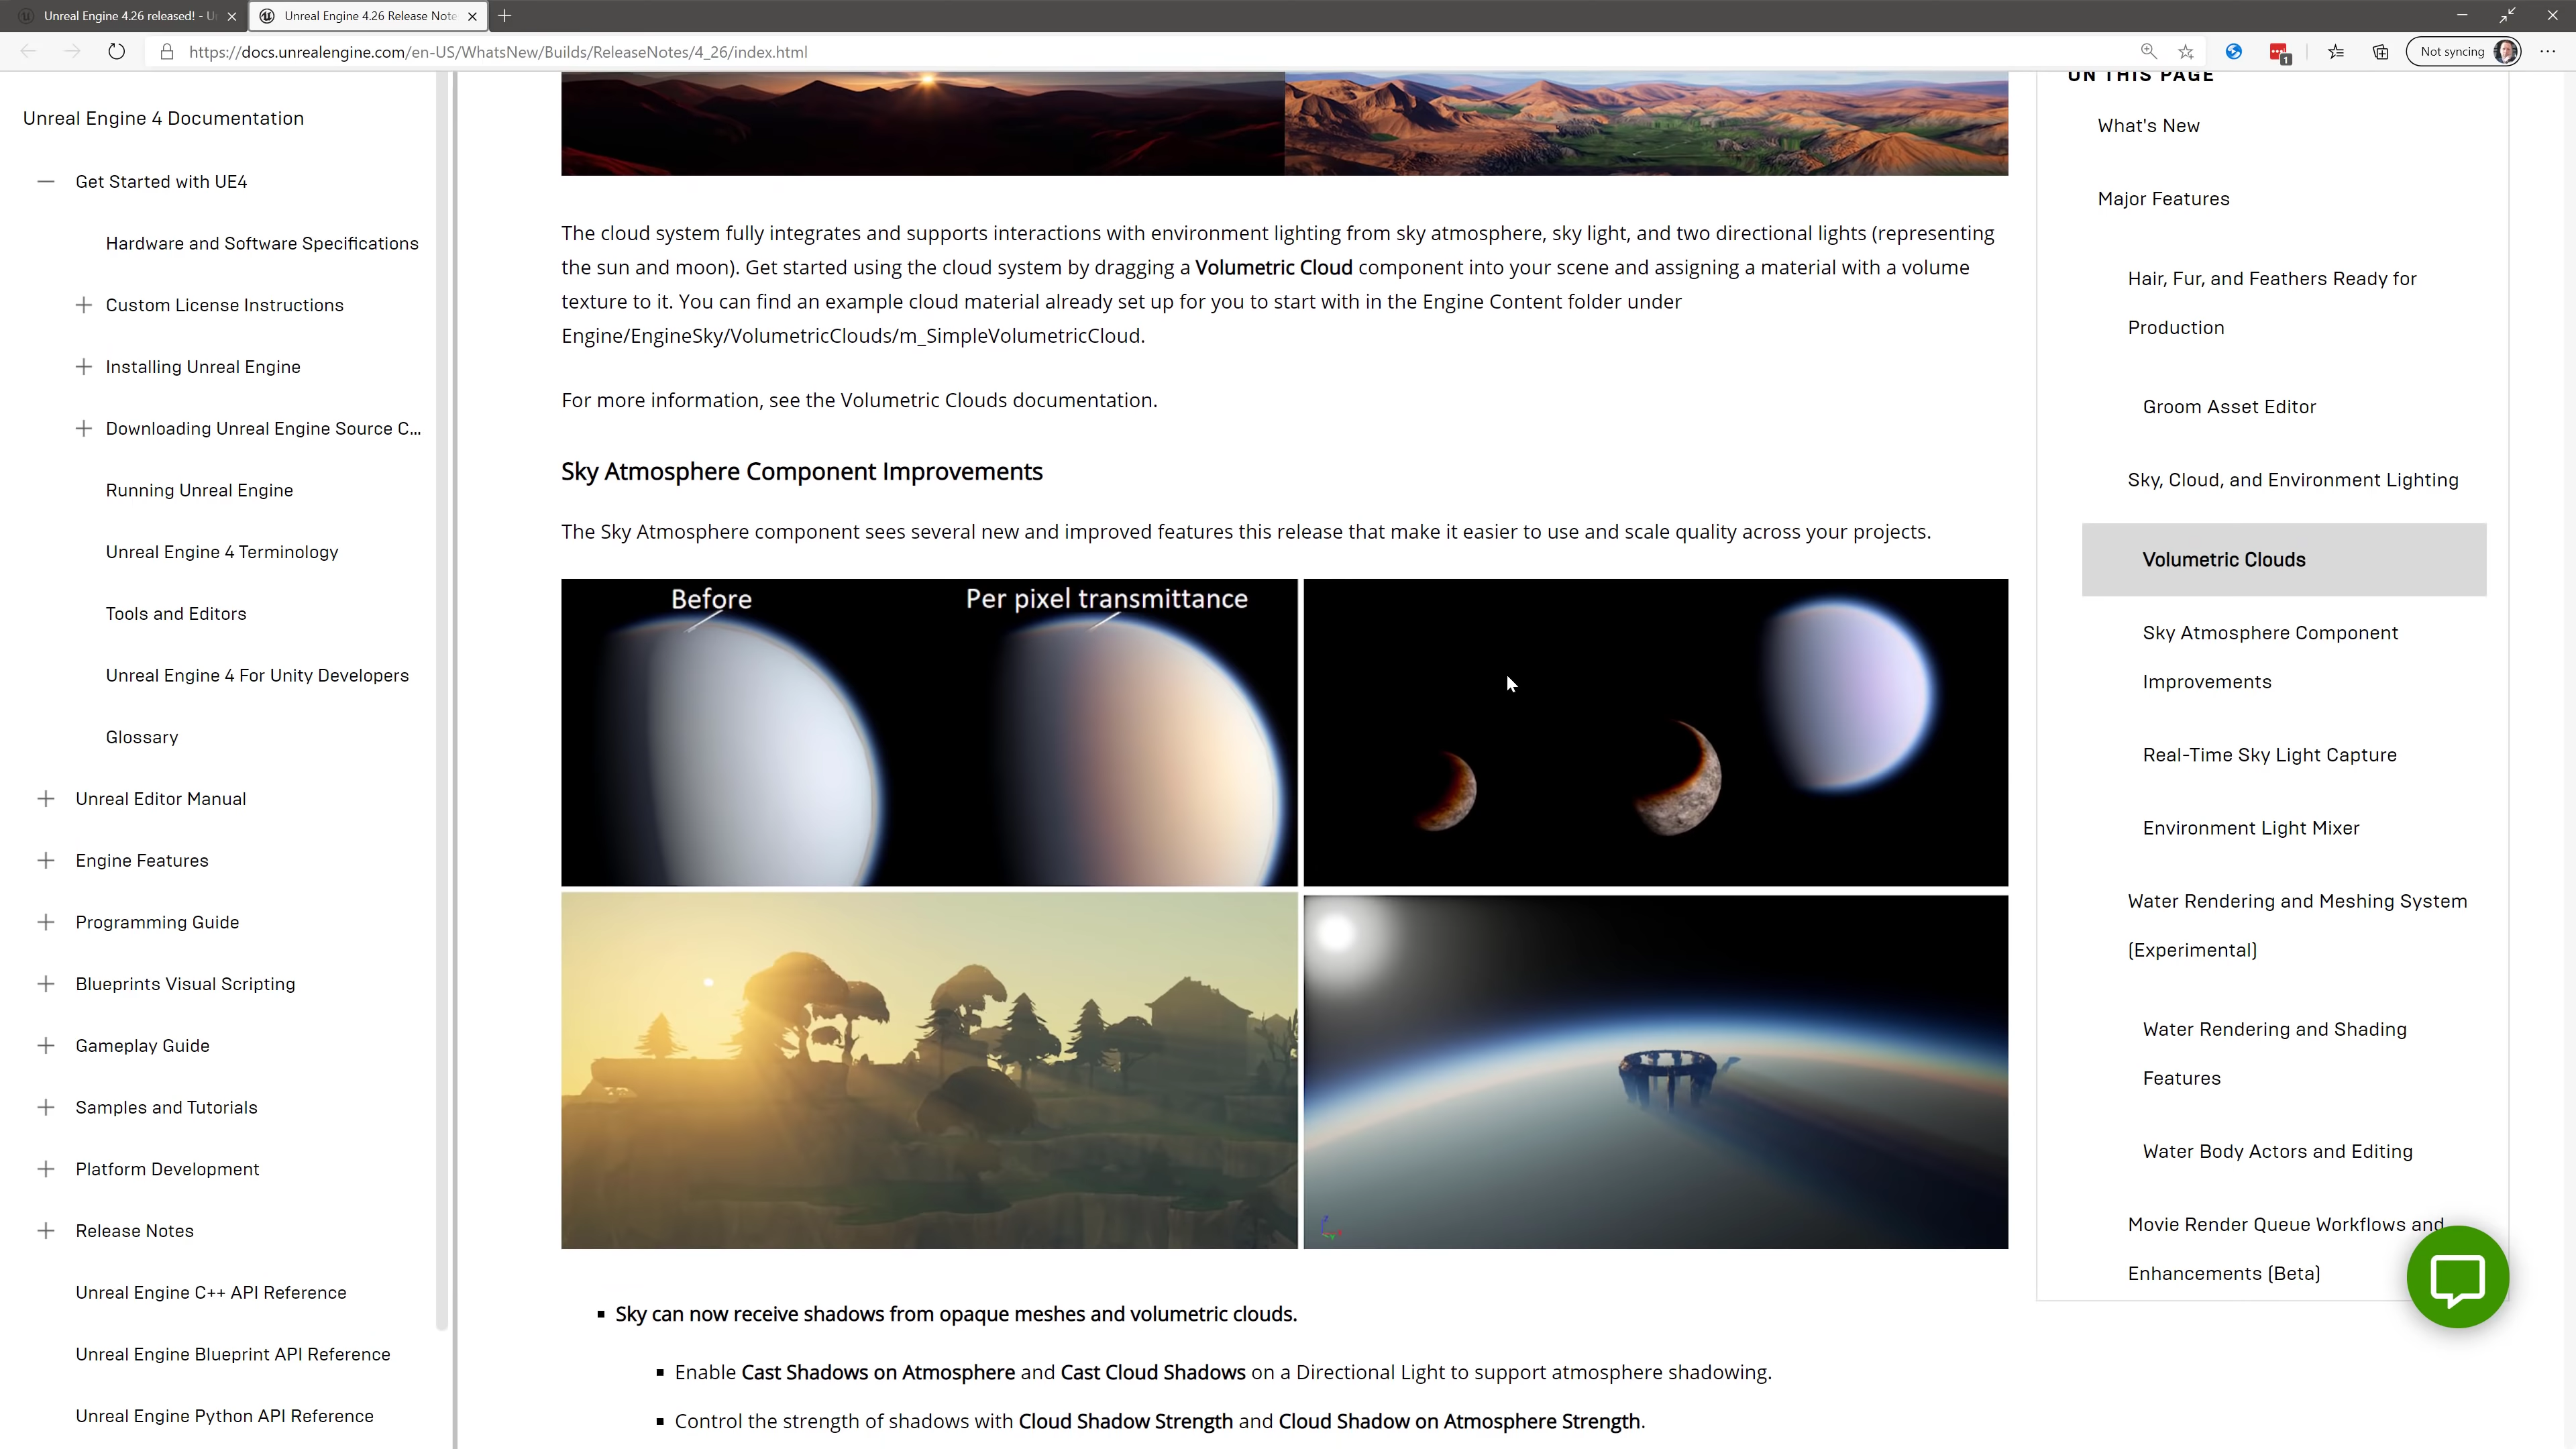 Unreal Engine 4.26 released! - U
Unreal Engine 4.26 Release Note
https://docs.unrealengine.com/en-US/WhatsNew/Builds/ReleaseNotes/4_26/index.html
1
Not syncing
Unreal Engine 4 Documentation
Get Started with UE4
Hardware and Software Specifications
Custom License Instructions
Installing Unreal Engine
Downloading Unreal Engine Source C...
Running Unreal Engine
Unreal Engine 4 Terminology
Tools and Editors
Unreal Engine 4 For Unity Developers
Glossary
Unreal Editor Manual
Engine Features
Programming Guide
Blueprints Visual Scripting
Gameplay Guide
Samples and Tutorials
Platform Development
Release Notes
Unreal Engine C++ API Reference
Unreal Engine Blueprint API Reference
Unreal Engine Python API Reference
The cloud system fully integrates and supports interactions with environment lighting from sky atmosphere, sky light, and two directional lights (representing
the sun and moon). Get started using the cloud system by dragging a Volumetric Cloud component into your scene and assigning a material with a volume
texture to it. You can find an example cloud material already set up for you to start with in the Engine Content folder under
Engine/EngineSky/VolumetricClouds/m_SimpleVolumetricCloud.
For more information, see the Volumetric Clouds documentation.
Sky Atmosphere Component Improvements
The Sky Atmosphere component sees several new and improved features this release that make it easier to use and scale quality across your projects.
Before
Per pixel transmittance
Sky can now receive shadows from opaque meshes and volumetric clouds.
Enable Cast Shadows on Atmosphere and Cast Cloud Shadows on a Directional Light to support atmosphere shadowing.
Control the strength of shadows with Cloud Shadow Strength and Cloud Shadow on Atmosphere Strength.
ON THIS PAGE
What's New
Major Features
Hair, Fur, and Feathers Ready for
Production
Groom Asset Editor
Sky, Cloud, and Environment Lighting
Volumetric Clouds
Sky Atmosphere Component
Improvements
Real-Time Sky Light Capture
Environment Light Mixer
Water Rendering and Meshing System
(Experimental)
Water Rendering and Shading
Features
Water Body Actors and Editing
Movie Render Queue Workflows and
Enhancements (Beta)